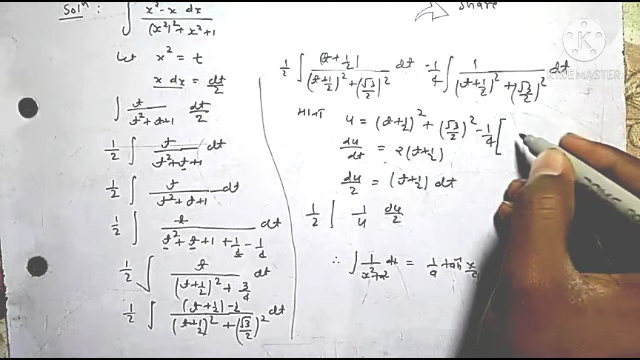 Solⁿ: ∫ x²-x dx / (x²)²+x²+1
Let x² = t
x dx = dt/2
∫ t / t²+t+1 dt/2
1/2 ∫ t / t²+t+1 dt
1/2 ∫ t / t²+t+1 dt
1/2 ∫ t / t²+t+1+1/4-1/4 dt
1/2 ∫ t / (t+1/2)²+3/4 dt
1/2 ∫ (t+1/2)-1/2 / (t+1/2)²+(√3/2)² dt
Share
1/2 ∫ (t+1/2) / (t+1/2)²+(√3/2)² dt -1/4 ∫ 1 / (t+1/2)²+(√3/2)² dt
माना u = (t+1/2)²+(√3/2)² -1/4 [
du/dt = 2(t+1/2)
du/2 = (t+1/2) dt
1/2 ∫ 1/u du/2
∴ ∫ 1 / x²+a² dx = 1/a tan⁻¹ x/a
KINEMASTER